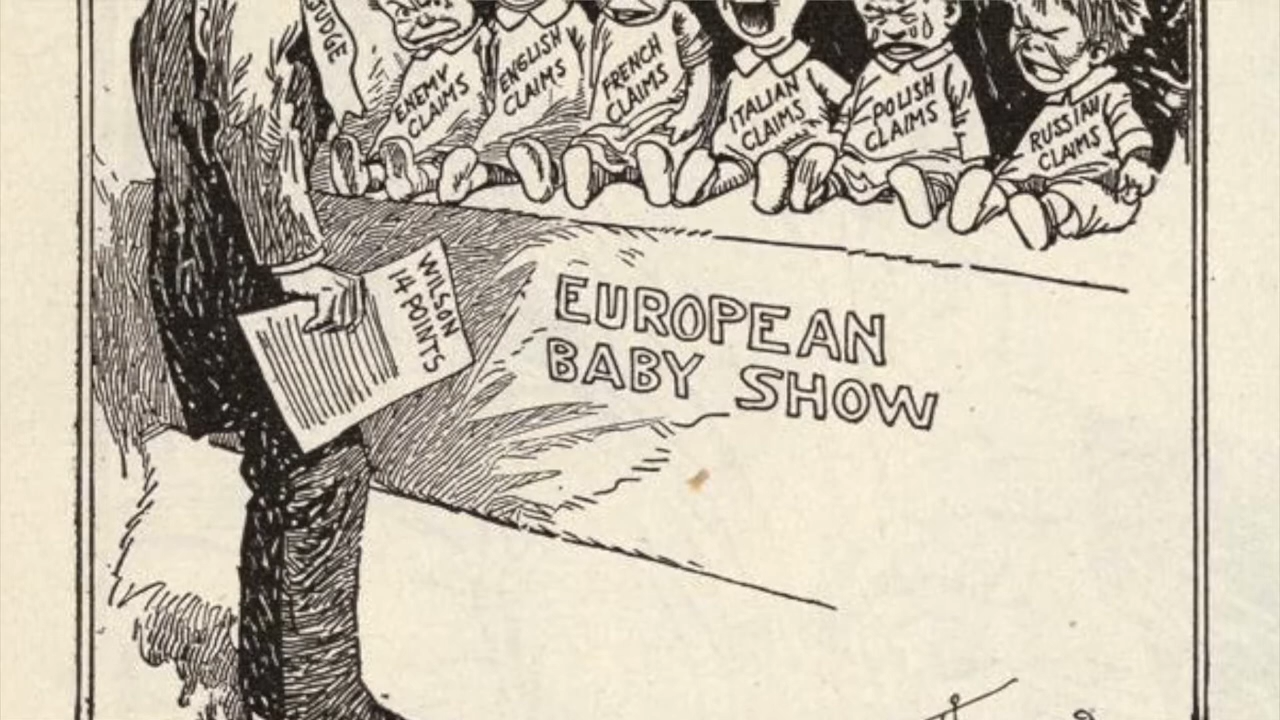 JUDGE
ENEMY
CLAIMS
ENGLISH
CLAIMS
FRENCH
CLAIMS
ITALIAN
CLAIMS
POLISH
CLAIMS
RUSSIAN
CLAIMS
WILSON
14 POINTS
EUROPEAN
BABY SHOW